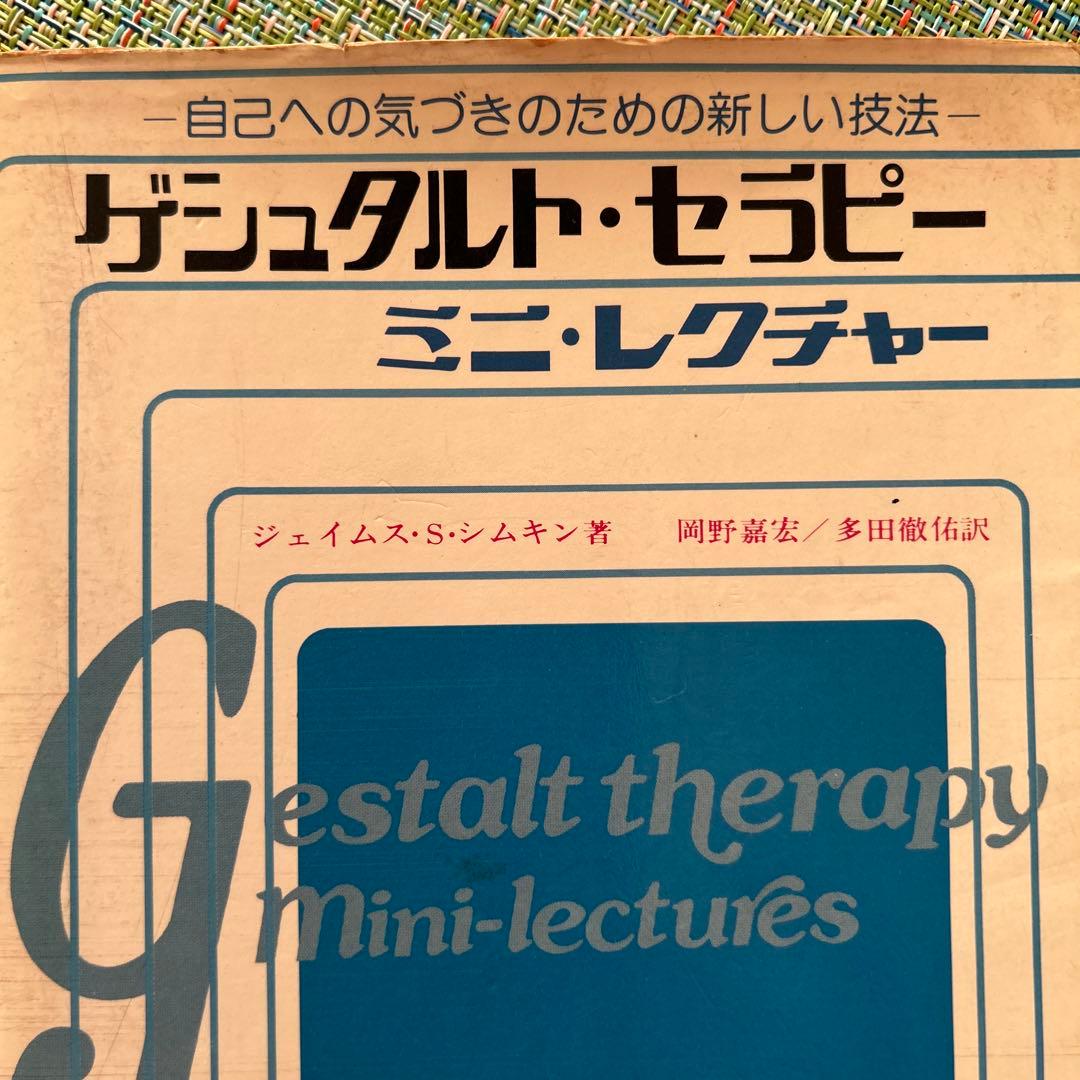 ―自己への気づきのための新しい技法―
ゲシュタルト・セラピー
ミニ・レクチャー
ジェイムス・S・シムキン著　岡野嘉宏／多田徹佑訳
Gestalt therapy
mini-lectures